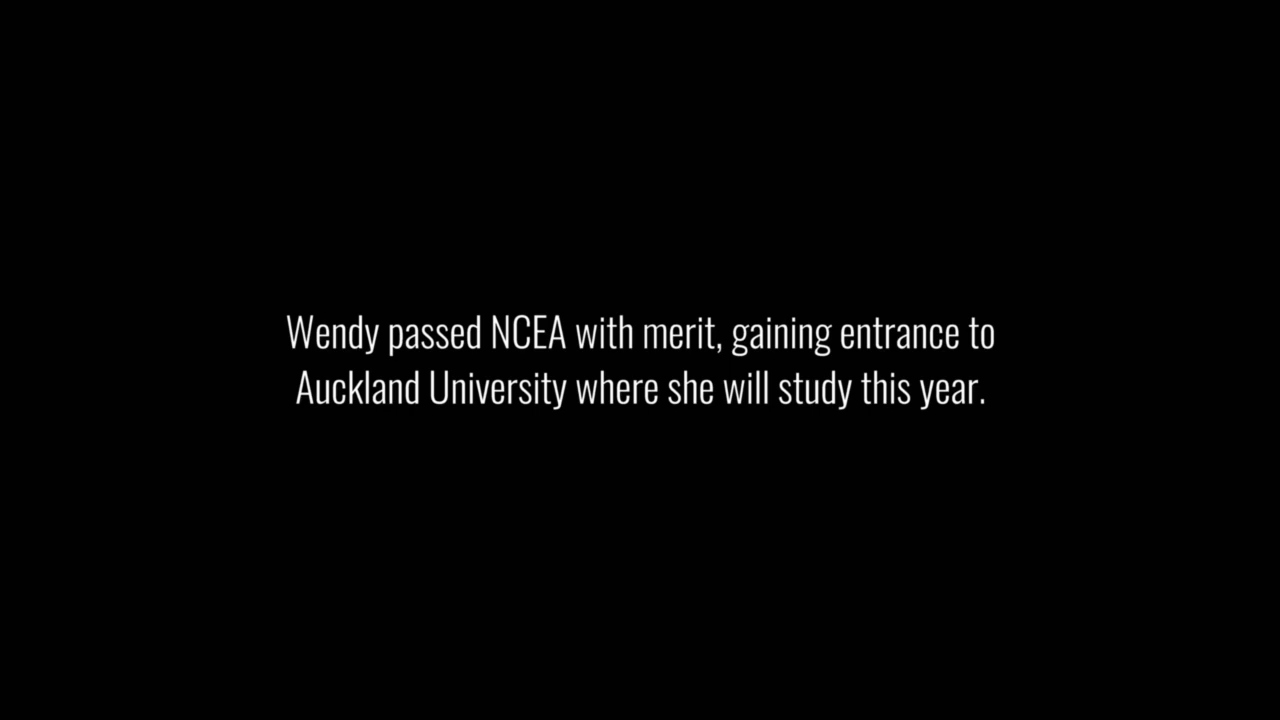 Wendy passed NCEA with merit, gaining entrance to
Auckland University where she will study this year.